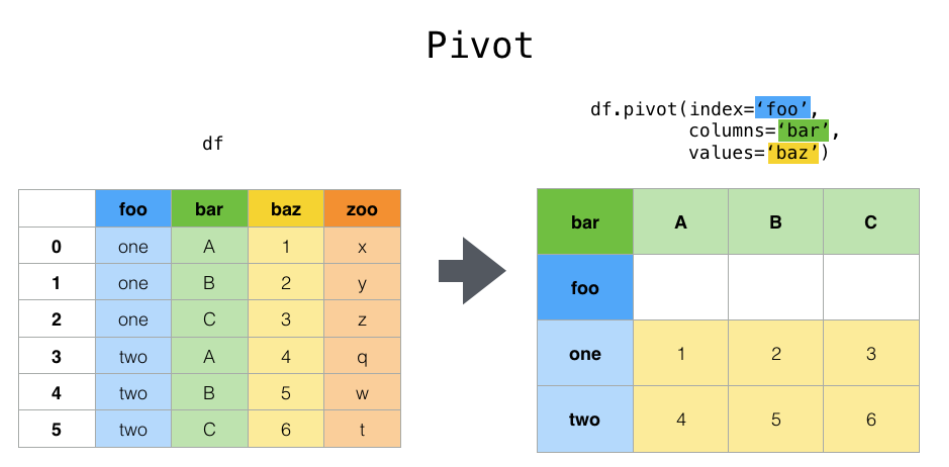 Pivot
df
foo bar baz zoo
0 one A 1 x
1 one B 2 y
2 one C 3 z
3 two A 4 q
4 two B 5 w
5 two C 6 t
df.pivot(index=‘foo’,
columns=‘bar’,
values=‘baz’)
bar A B C
foo
one 1 2 3
two 4 5 6